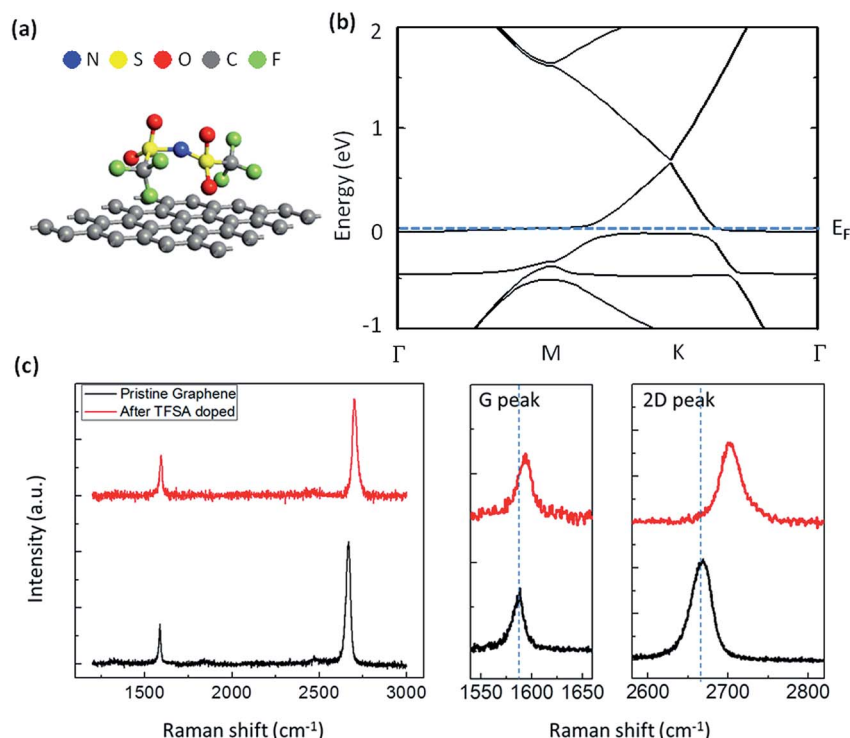 (a)
N S O C F
(b)
2
1
0
-1
Energy (eV)
E_F
Γ M K Γ
(c)
Pristine Graphene
After TFSA doped
Intensity (a.u.)
1500 2000 2500 3000
Raman shift (cm⁻¹)
G peak
1550 1600 1650
2D peak
2600 2700 2800
Raman shift (cm⁻¹)